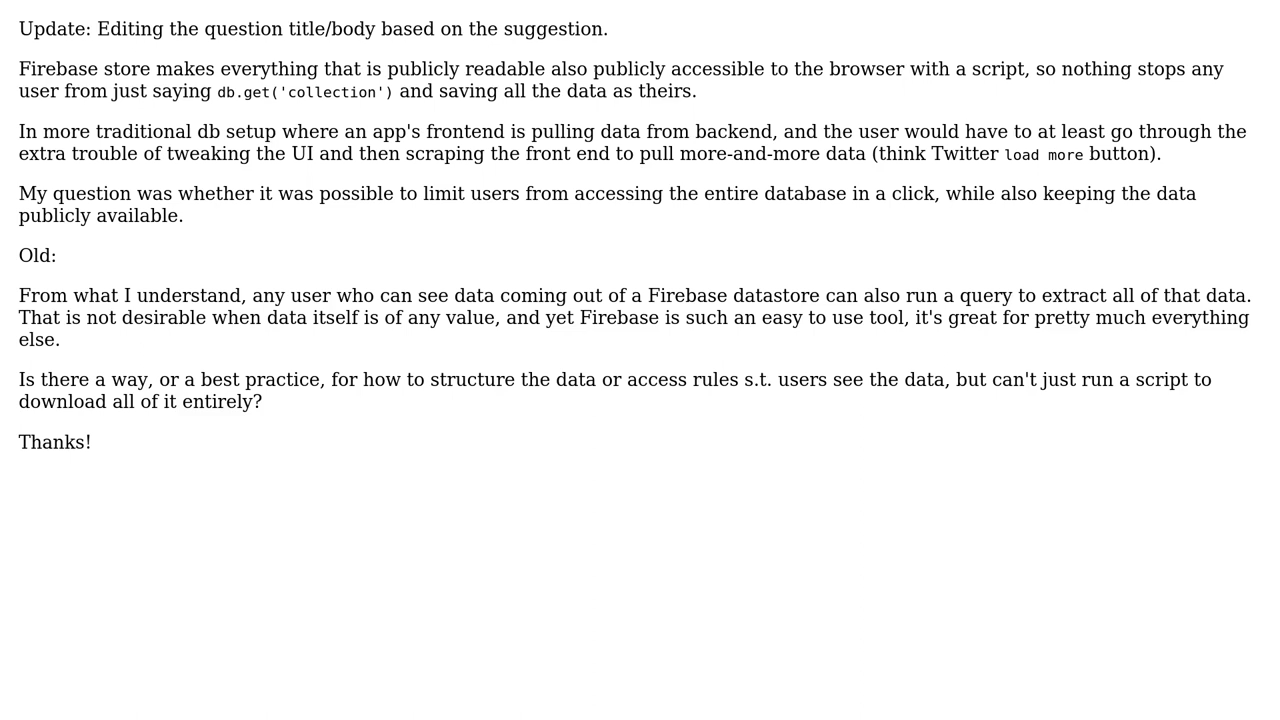 Update: Editing the question title/body based on the suggestion.
Firebase store makes everything that is publicly readable also publicly accessible to the browser with a script, so nothing stops any
user from just saying db.get('collection') and saving all the data as theirs.
In more traditional db setup where an app's frontend is pulling data from backend, and the user would have to at least go through the
extra trouble of tweaking the UI and then scraping the front end to pull more-and-more data (think Twitter load more button).
My question was whether it was possible to limit users from accessing the entire database in a click, while also keeping the data
publicly available.
Old:
From what I understand, any user who can see data coming out of a Firebase datastore can also run a query to extract all of that data.
That is not desirable when data itself is of any value, and yet Firebase is such an easy to use tool, it's great for pretty much everything
else.
Is there a way, or a best practice, for how to structure the data or access rules s.t. users see the data, but can't just run a script to
download all of it entirely?
Thanks!